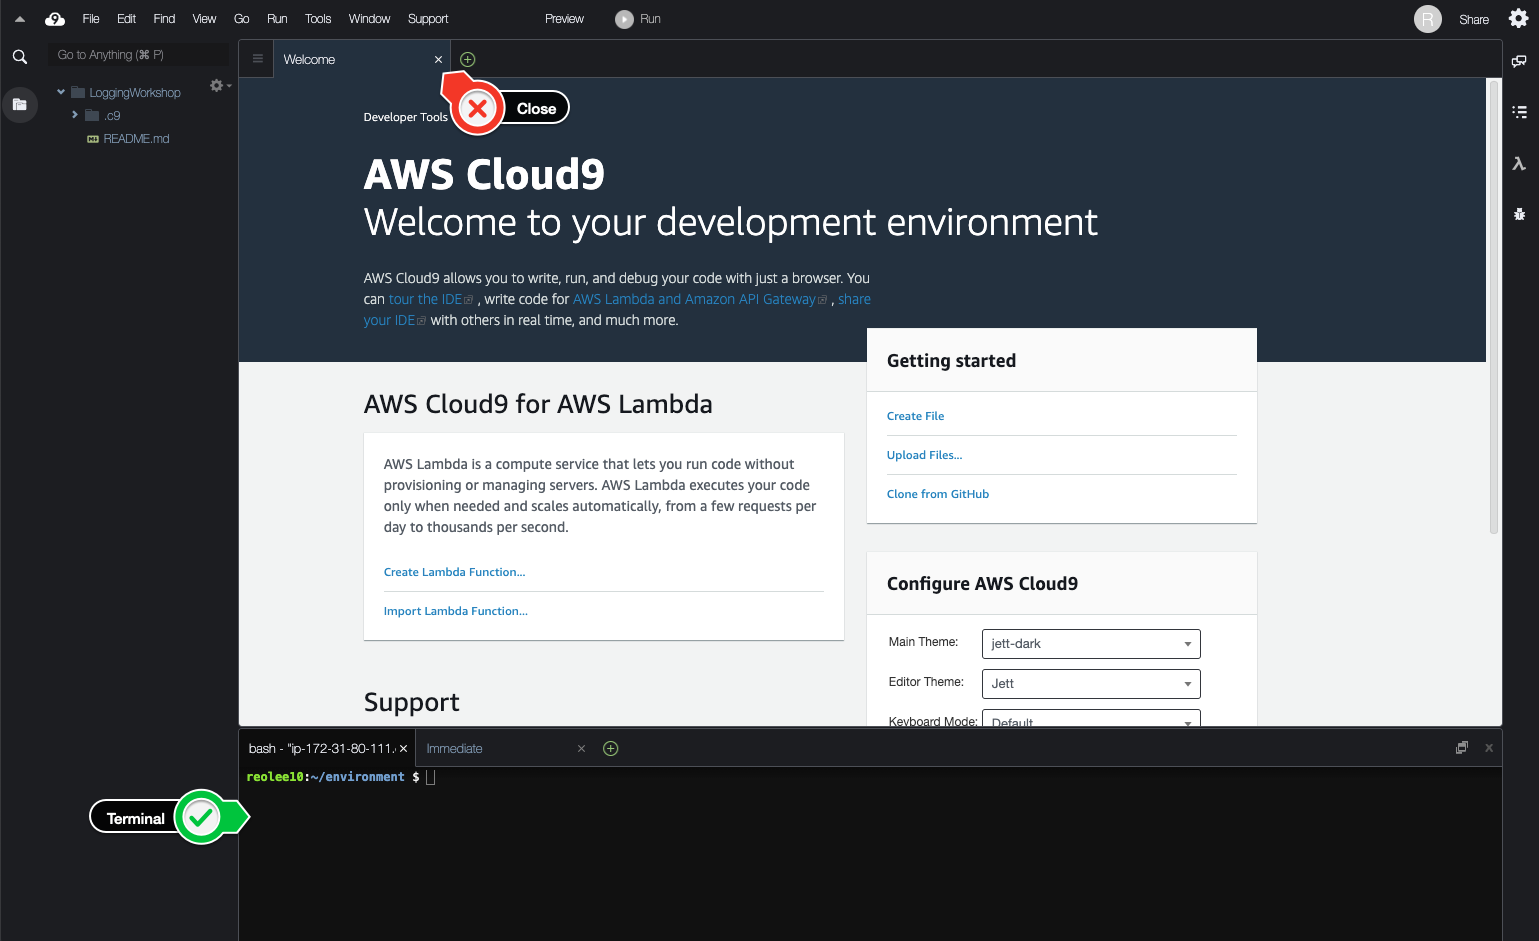 9 File Edit Find View Go Run Tools Window Support Preview Run R Share
Go to Anything (⌘ P)
Welcome
LoggingWorkshop
.c9
README.md
Close
Developer Tools
AWS Cloud9
Welcome to your development environment
AWS Cloud9 allows you to write, run, and debug your code with just a browser. You
can tour the IDE , write code for AWS Lambda and Amazon API Gateway , share
your IDE with others in real time, and much more.
Getting started
Create File
Upload Files...
Clone from GitHub
AWS Cloud9 for AWS Lambda
AWS Lambda is a compute service that lets you run code without
provisioning or managing servers. AWS Lambda executes your code
only when needed and scales automatically, from a few requests per
day to thousands per second.
Create Lambda Function...
Import Lambda Function...
Configure AWS Cloud9
Main Theme: jett-dark
Editor Theme: Jett
Keyboard Mode: Default
Support
bash - "ip-172-31-80-111. Immediate
reolee10:~/environment $
Terminal